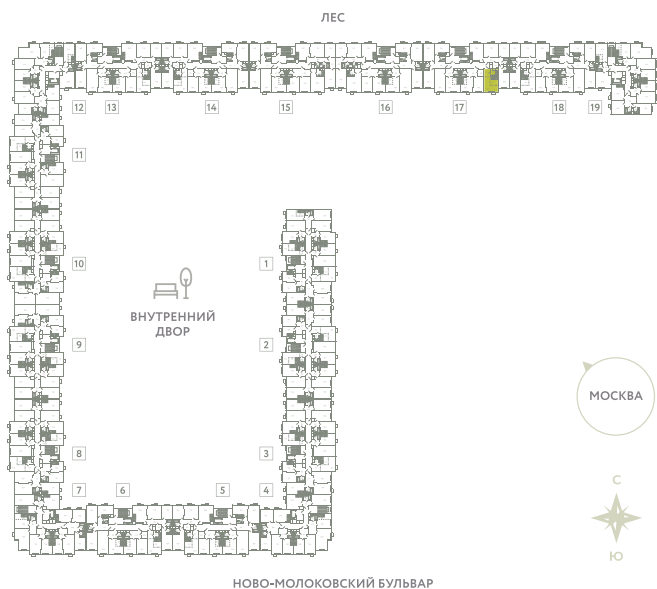 ЛЕС
12 13 14 15 16 17 18 19
11
10 1
ВНУТРЕННИЙ
ДВОР
9 2
МОСКВА
8 3
7 6 5 4
С
Ю
НОВО-МОЛОКОВСКИЙ БУЛЬВАР